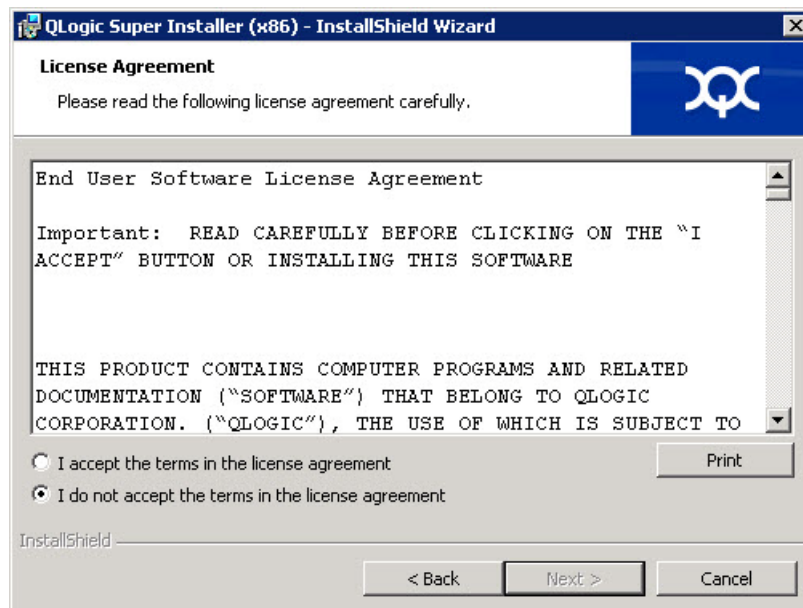 QLogic Super Installer (x86) - InstallShield Wizard
License Agreement
Please read the following license agreement carefully.
End User Software License Agreement
Important:  READ CAREFULLY BEFORE CLICKING ON THE “I
ACCEPT” BUTTON OR INSTALLING THIS SOFTWARE
THIS PRODUCT CONTAINS COMPUTER PROGRAMS AND RELATED
DOCUMENTATION (“SOFTWARE”) THAT BELONG TO QLOGIC
CORPORATION. (“QLOGIC”), THE USE OF WHICH IS SUBJECT TO
I accept the terms in the license agreement
Print
I do not accept the terms in the license agreement
InstallShield
< Back
Next >
Cancel